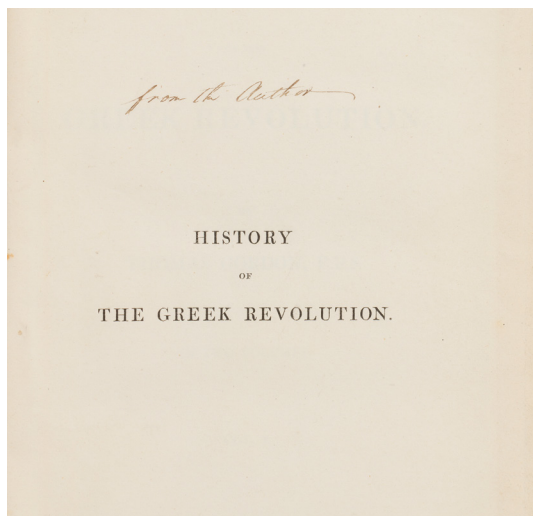 from the Author
HISTORY
OF
THE GREEK REVOLUTION.